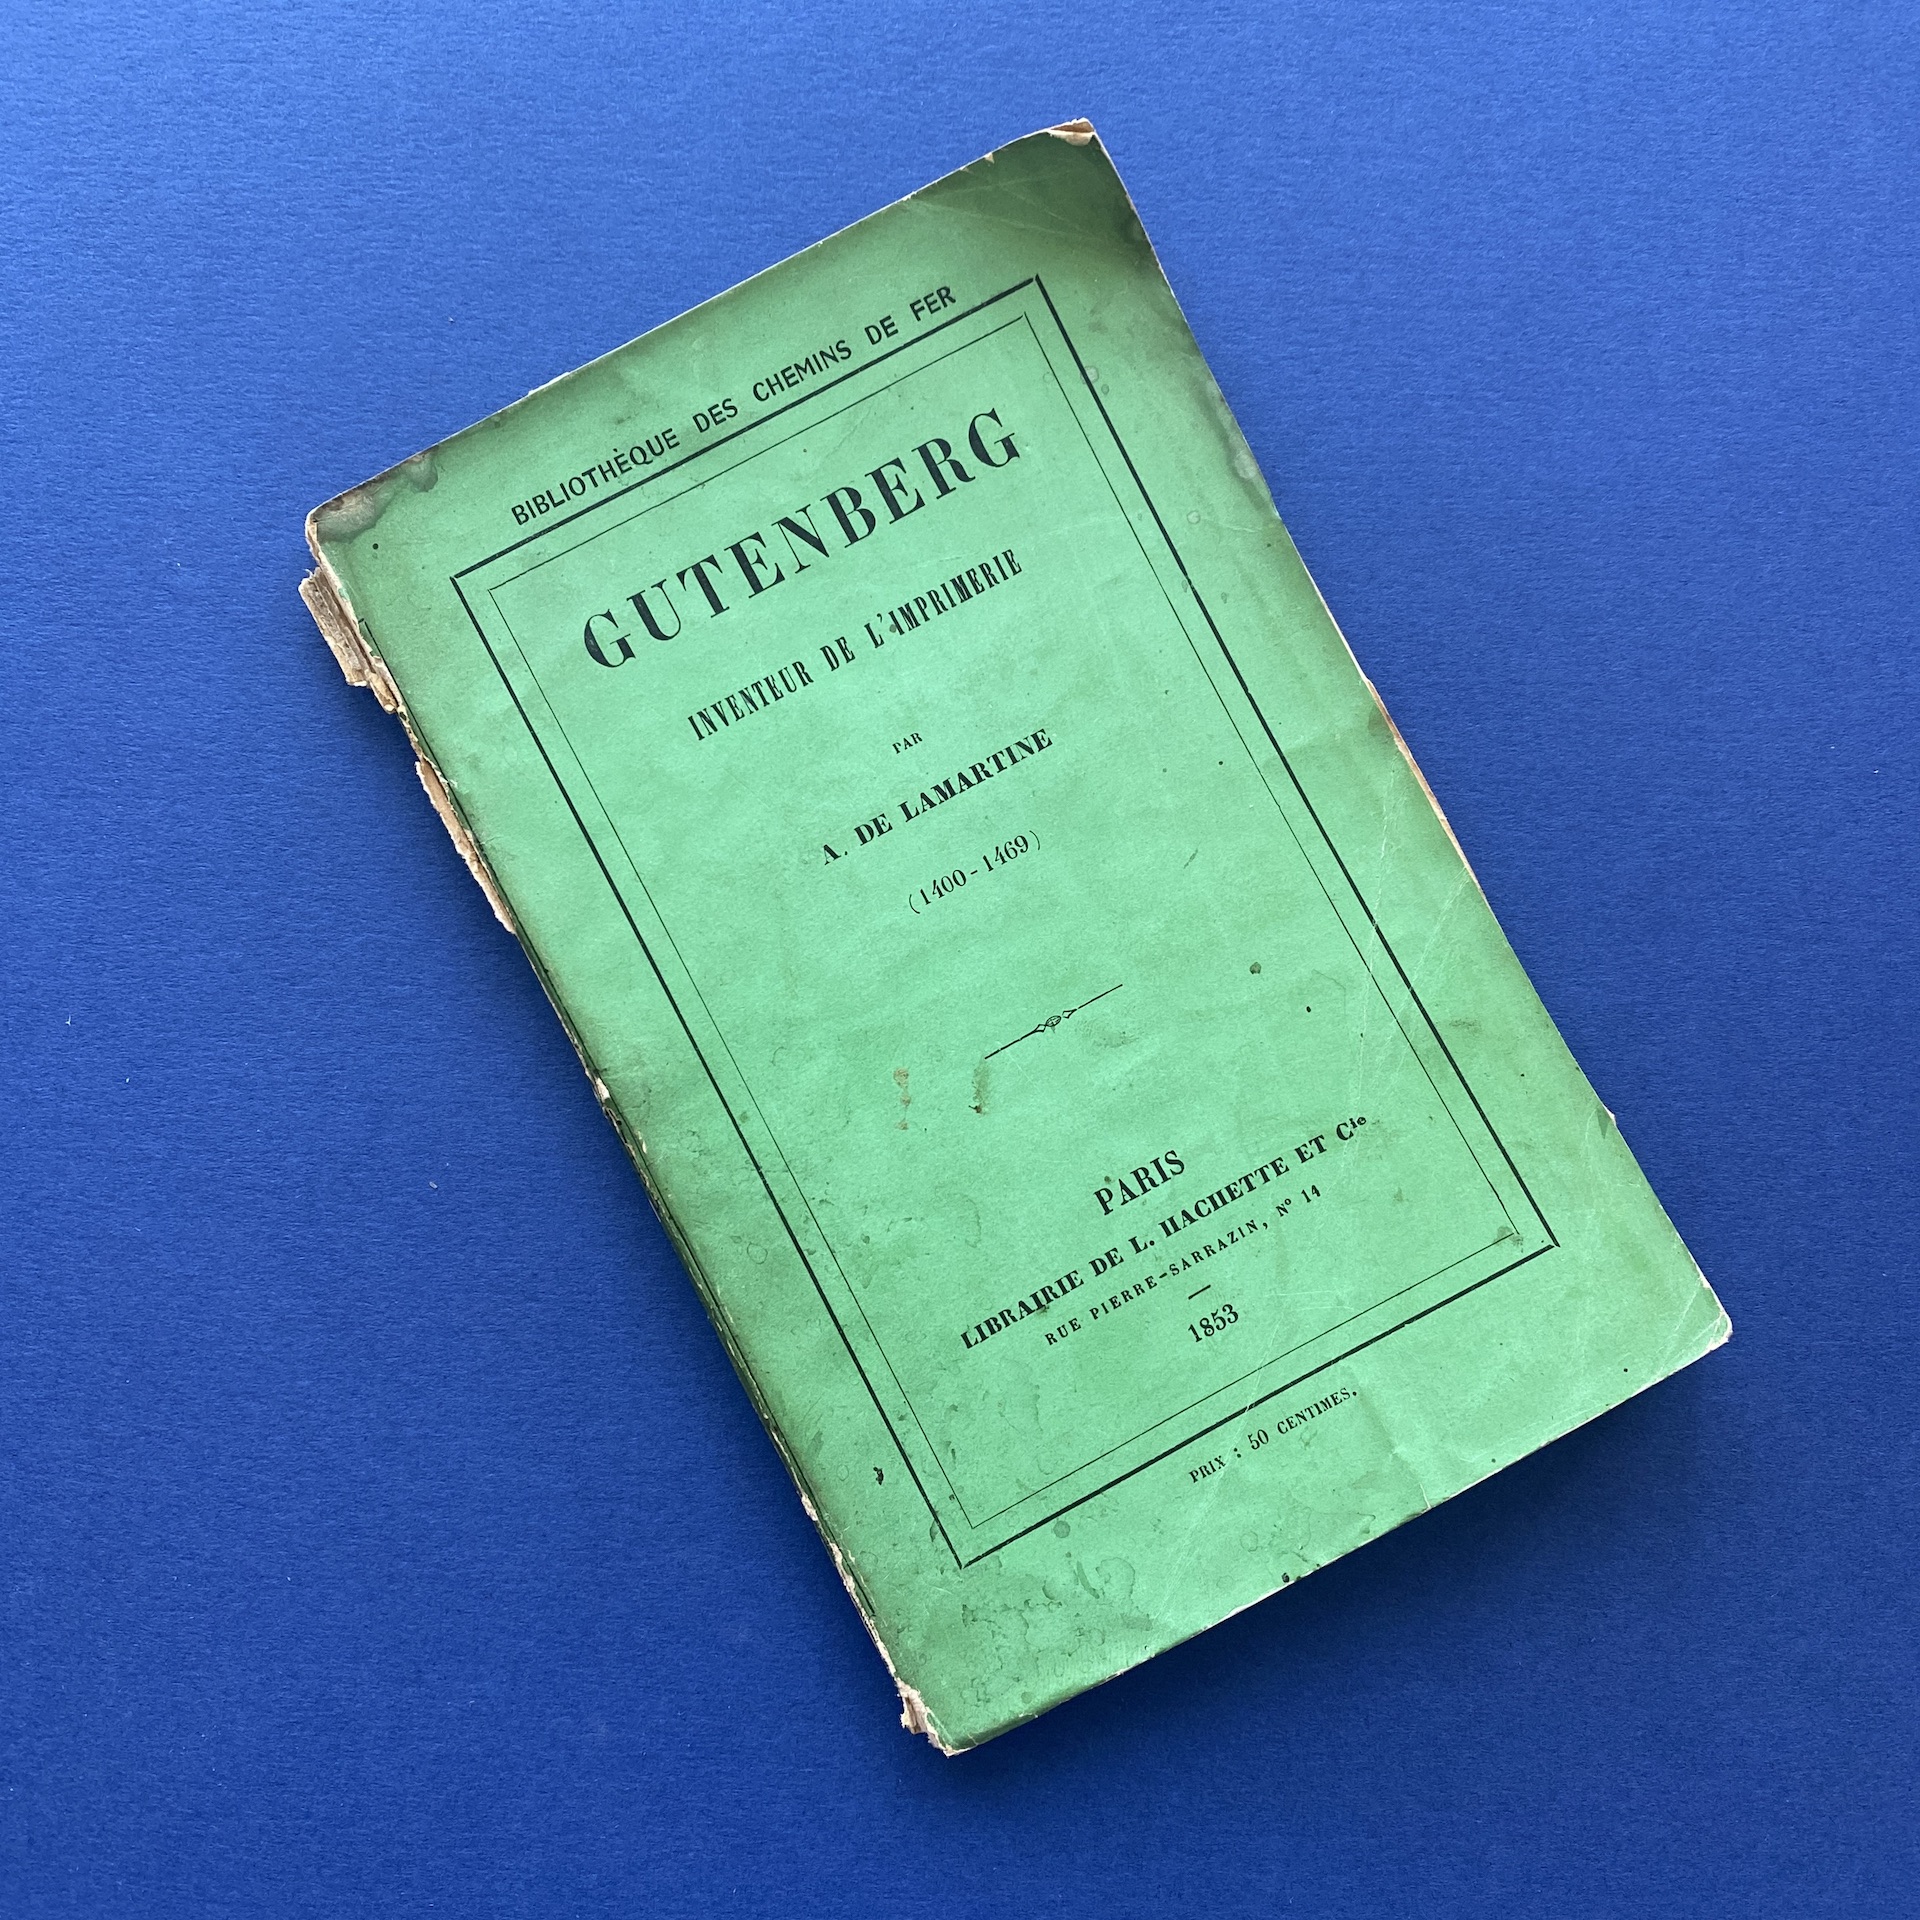 BIBLIOTHÈQUE DES CHEMINS DE FER
GUTENBERG
INVENTEUR DE L'IMPRIMERIE
PAR
A. DE LAMARTINE
(1400-1469)
PARIS
LIBRAIRIE DE L. HACHETTE ET Cie
RUE PIERRE-SARRAZIN, No 14
1853
PRIX : 50 CENTIMES.